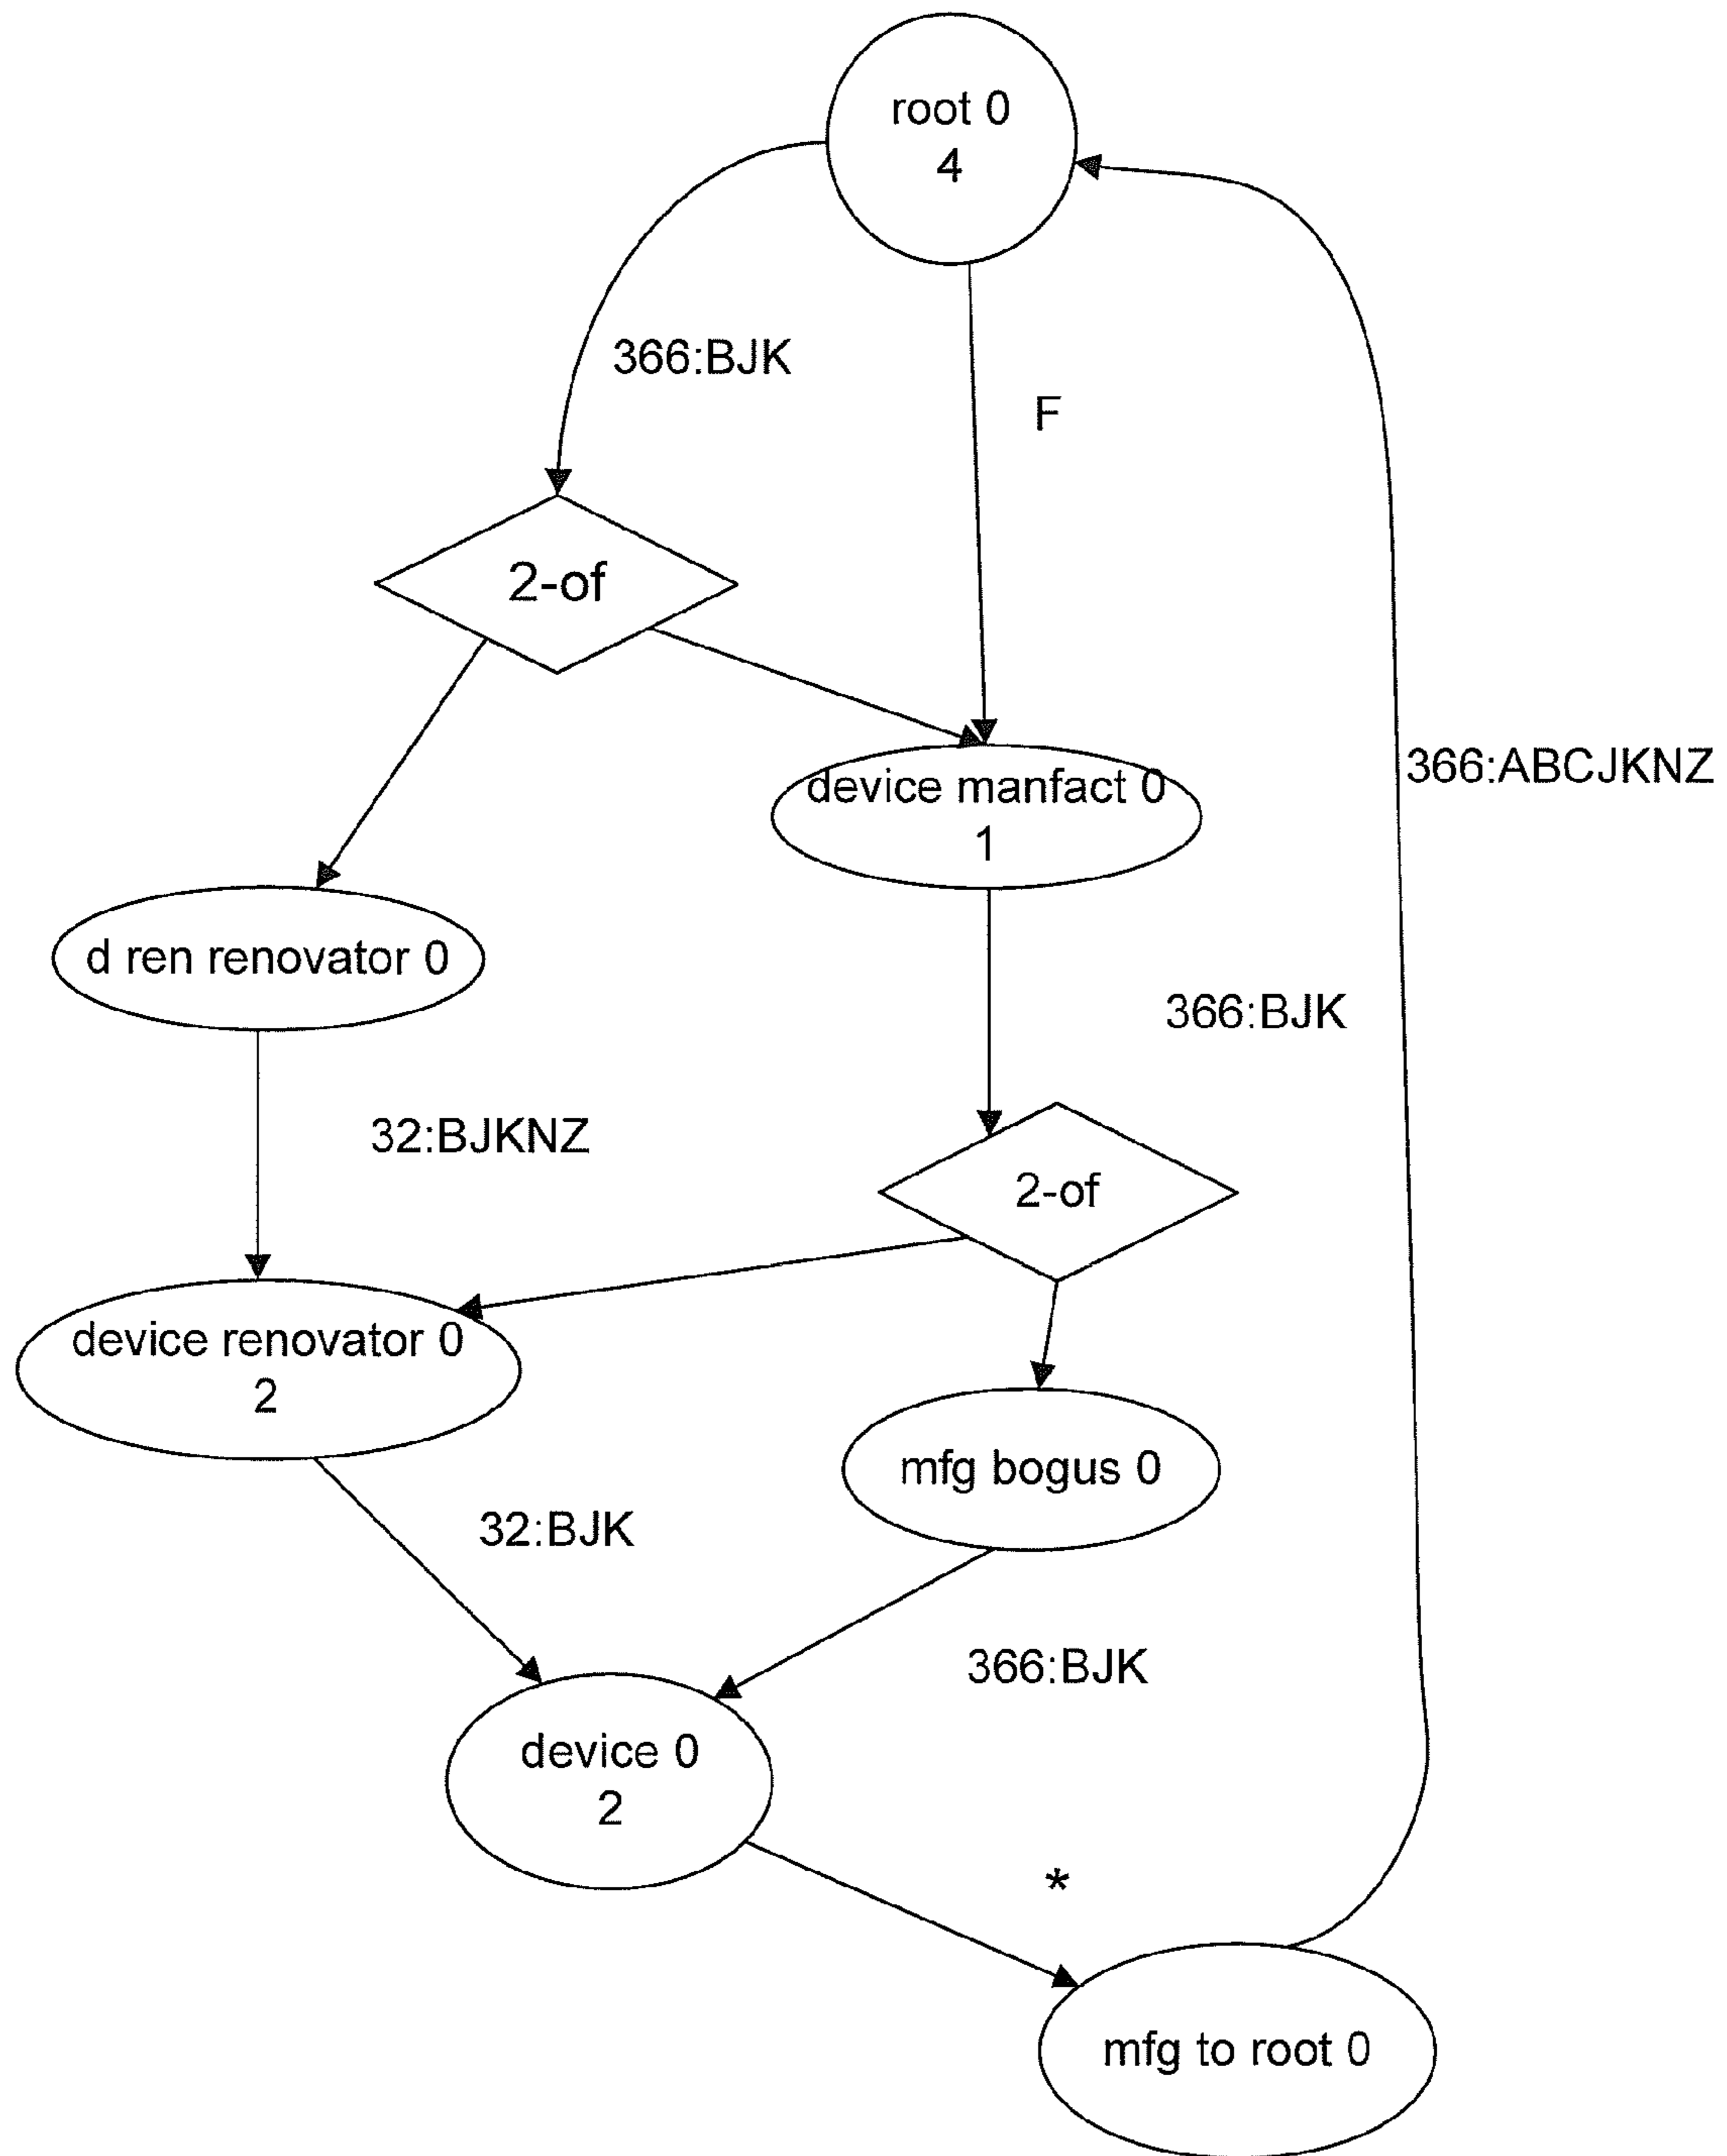 root 0
4
366:BJK
F
2-of
device manfact 0
1
366:ABCJKNZ
d ren renovator 0
366:BJK
32:BJKNZ
2-of
device renovator 0
2
mfg bogus 0
32:BJK
366:BJK
device 0
2
*
mfg to root 0